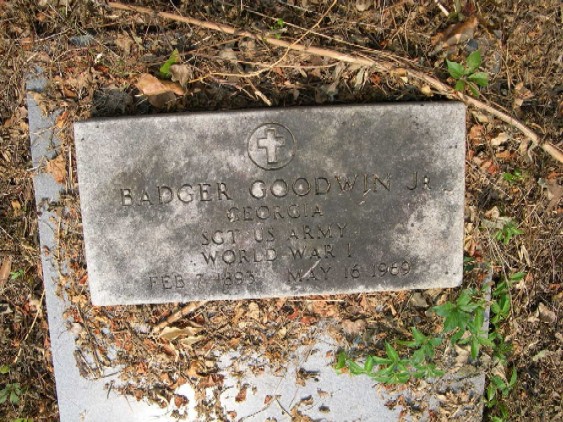 BADGER GOODWIN JR
GEORGIA
SGT US ARMY
WORLD WAR I
FEB 7 1893 MAY 16 1969